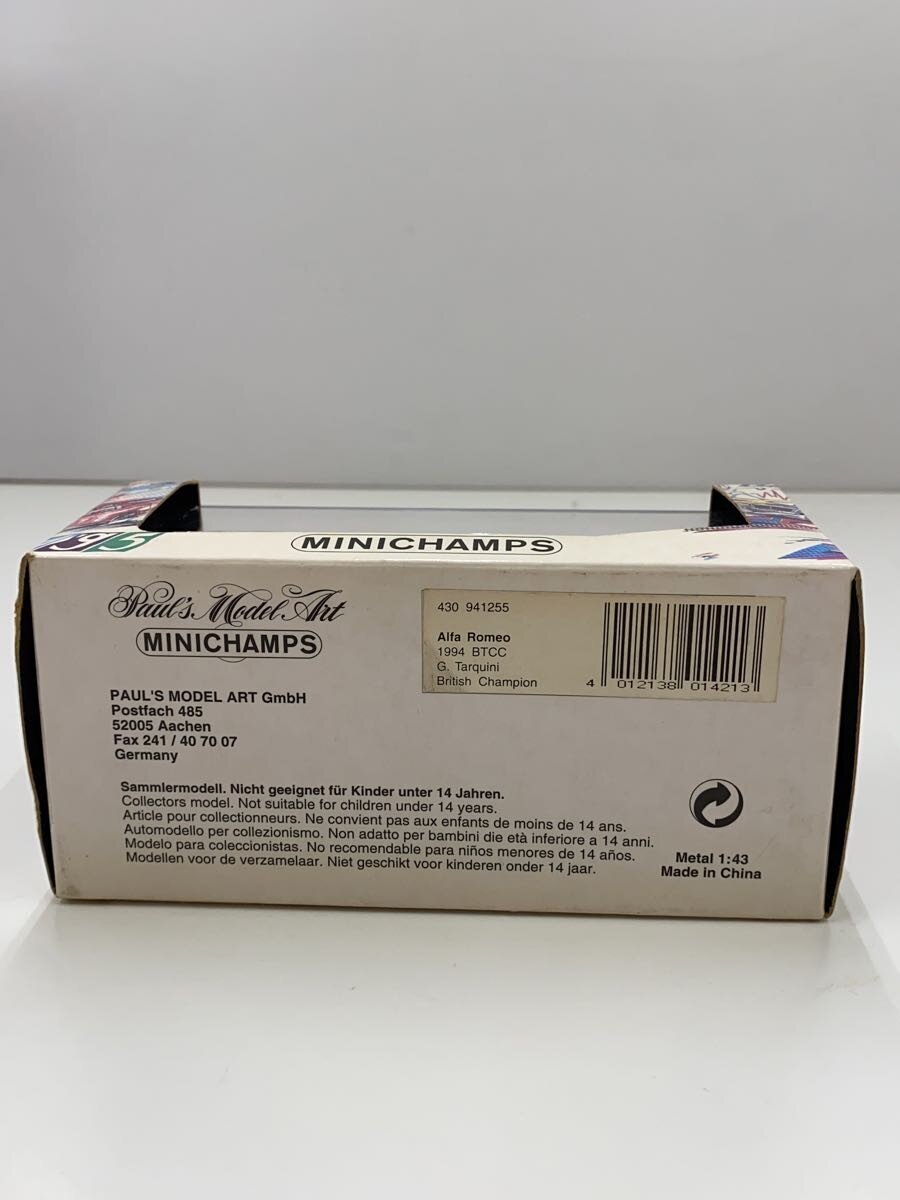 95
MINICHAMPS
Paul's Model Art
MINICHAMPS
PAUL'S MODEL ART GmbH
Postfach 485
52005 Aachen
Fax 241 / 40 70 07
Germany
430 941255
Alfa Romeo
1994 BTCC
G. Tarquini
British Champion
4 012138 014213
Sammlermodell. Nicht geeignet für Kinder unter 14 Jahren.
Collectors model. Not suitable for children under 14 years.
Article pour collectionneurs. Ne convient pas aux enfants de moins de 14 ans.
Automodello per collezionismo. Non adatto per bambini die età inferiore a 14 anni.
Modelo para coleccionistas. No recomendable para niños menores de 14 años.
Modellen voor de verzamelaar. Niet geschikt voor kinderen onder 14 jaar.
Metal 1:43
Made in China